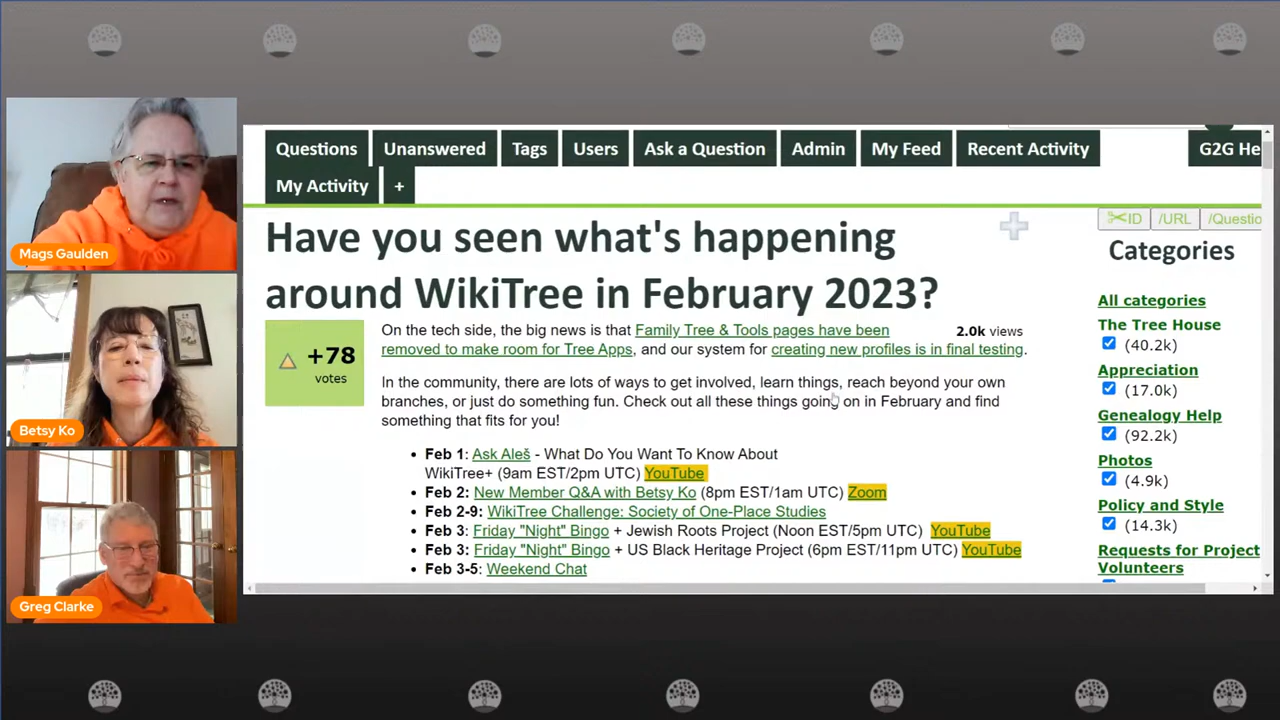 Mags Gaulden
Betsy Ko
Greg Clarke
Questions
Unanswered
Tags
Users
Ask a Question
Admin
My Feed
Recent Activity
G2G He
My Activity
+
Have you seen what's happening
around WikiTree in February 2023?
+78
votes
2.0k views
On the tech side, the big news is that Family Tree & Tools pages have been
removed to make room for Tree Apps, and our system for creating new profiles is in final testing.
In the community, there are lots of ways to get involved, learn things, reach beyond your own
branches, or just do something fun. Check out all these things going on in February and find
something that fits for you!
• Feb 1: Ask Aleš - What Do You Want To Know About
WikiTree+ (9am EST/2pm UTC) YouTube
• Feb 2: New Member Q&A with Betsy Ko (8pm EST/1am UTC) Zoom
• Feb 2-9: WikiTree Challenge: Society of One-Place Studies
• Feb 3: Friday "Night" Bingo + Jewish Roots Project (Noon EST/5pm UTC) YouTube
• Feb 3: Friday "Night" Bingo + US Black Heritage Project (6pm EST/11pm UTC) YouTube
• Feb 3-5: Weekend Chat
ID
/URL
/Questio
Categories
All categories
The Tree House
(40.2k)
Appreciation
(17.0k)
Genealogy Help
(92.2k)
Photos
(4.9k)
Policy and Style
(14.3k)
Requests for Project
Volunteers